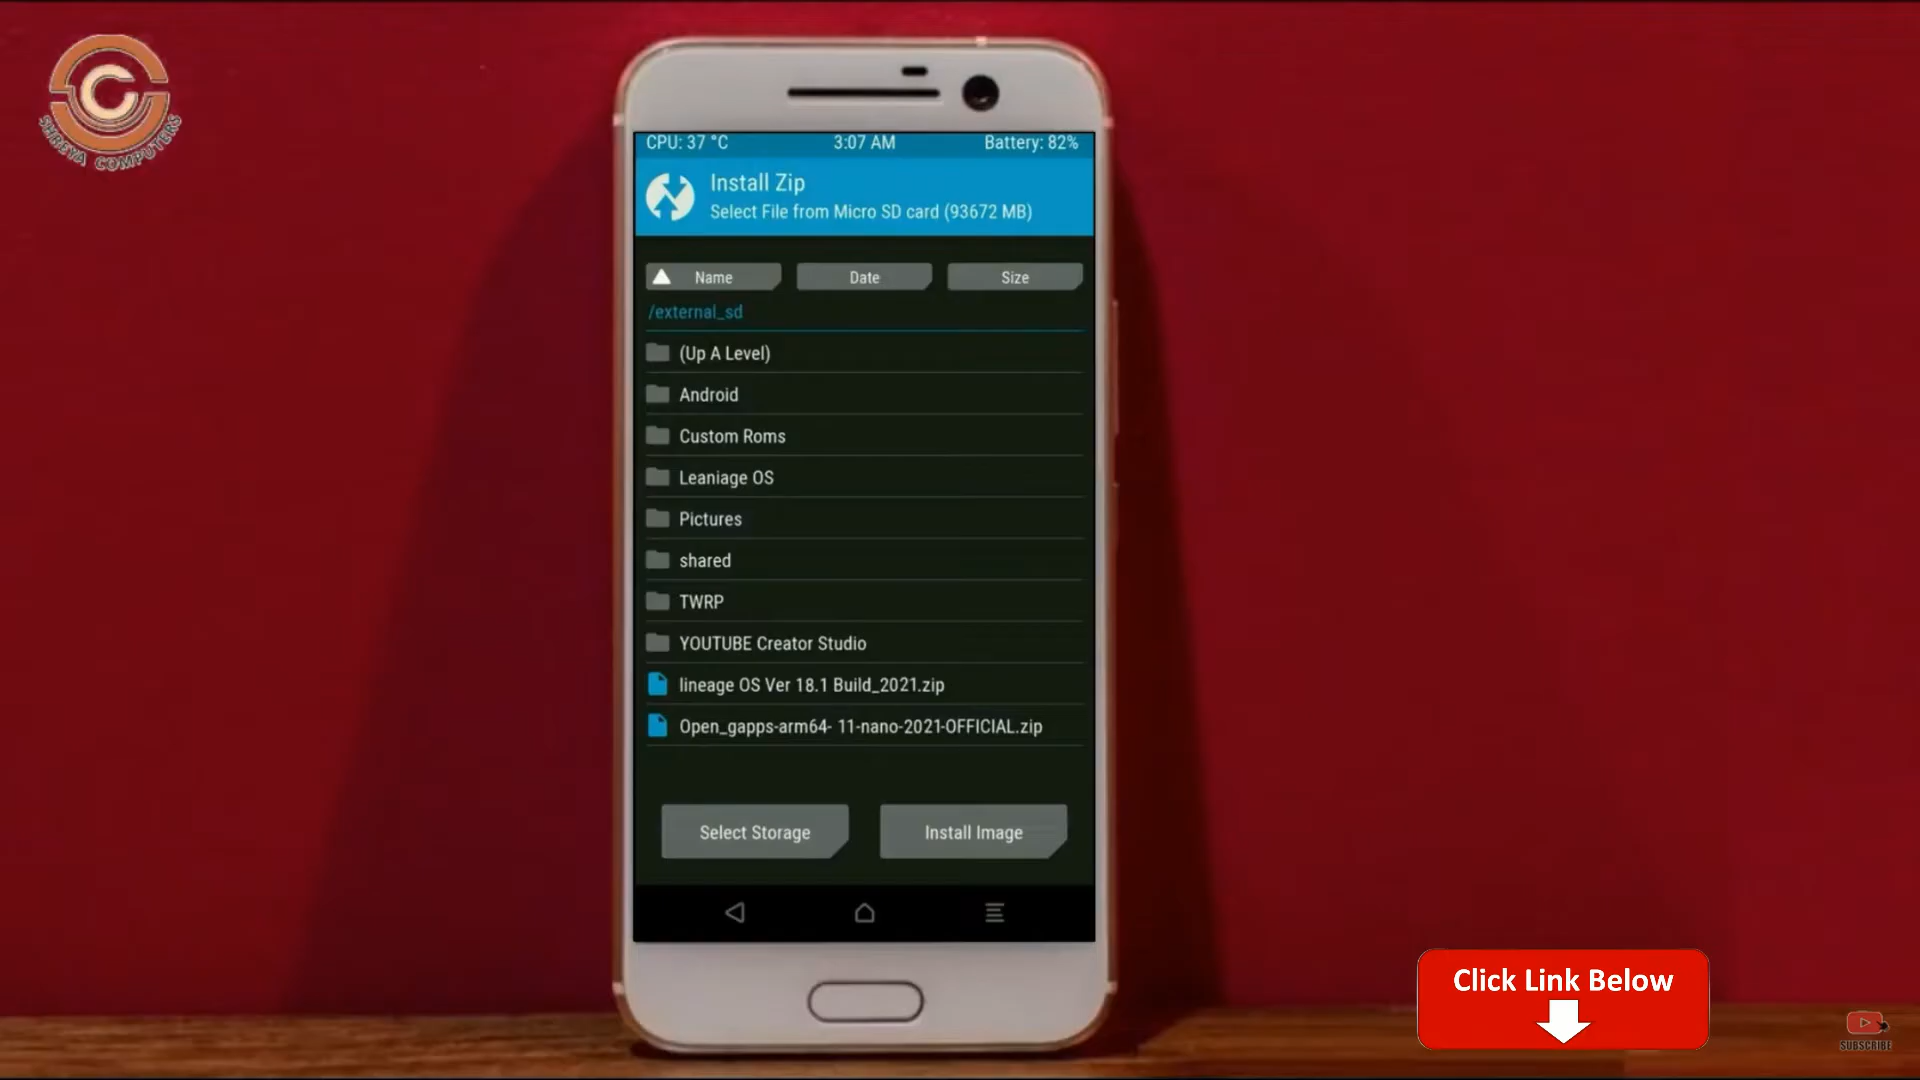 SHREYA COMPUTERS
CPU: 37 °C
3:07 AM
Battery: 82%
Install Zip
Select File from Micro SD card (93672 MB)
Name
Date
Size
/external_sd
(Up A Level)
Android
Custom Roms
Leaniage OS
Pictures
shared
TWRP
YOUTUBE Creator Studio
lineage OS Ver 18.1 Build_2021.zip
Open_gapps-arm64- 11-nano-2021-OFFICIAL.zip
Select Storage
Install Image
Click Link Below
SUBSCRIBE